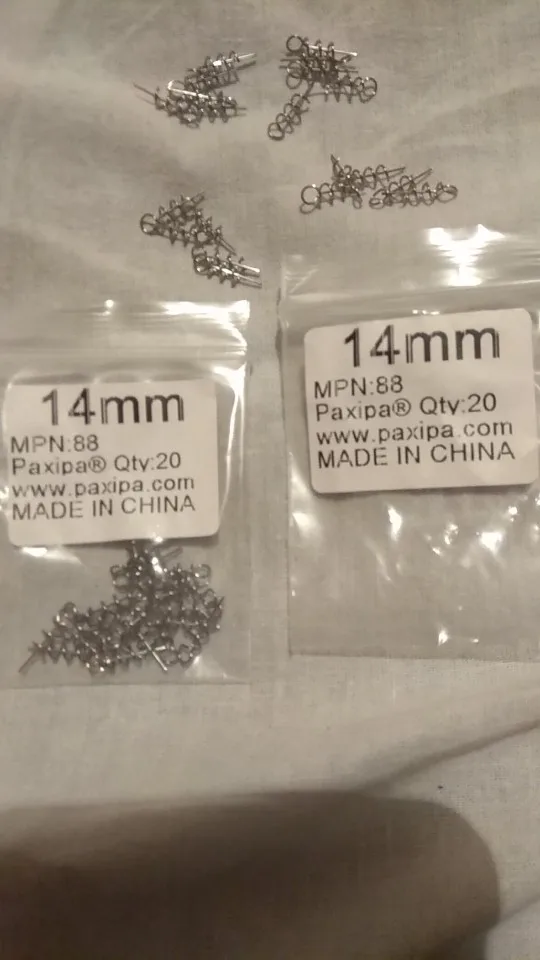 14mm
MPN:88
Paxipa® Qty:20
www.paxipa.com
MADE IN CHINA
14mm
MPN:88
Paxipa® Qty:20
www.paxipa.com
MADE IN CHINA